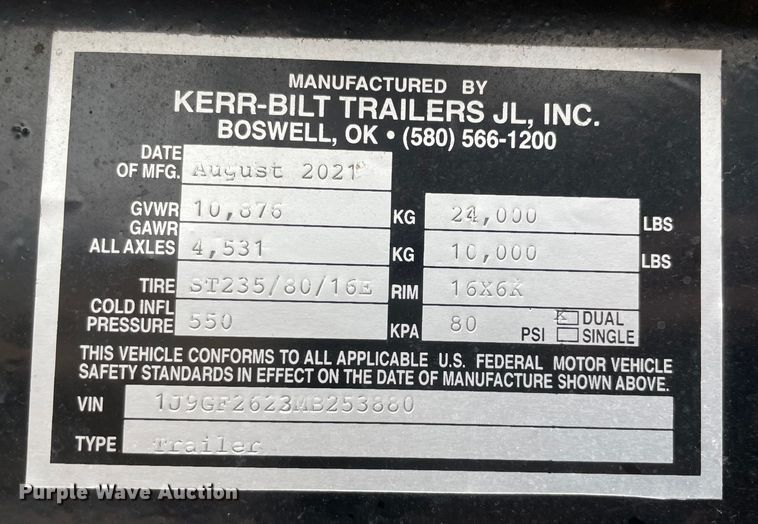 MANUFACTURED BY
KERR-BILT TRAILERS JL, INC.
BOSWELL, OK • (580) 566-1200
DATE OF MFG. August 2021
GVWR 10,876 KG 24,000 LBS
GAWR ALL AXLES 4,531 KG 10,000 LBS
TIRE ST235/80/16E RIM 16X6K
COLD INFL PRESSURE 550 KPA 80 PSI X DUAL SINGLE
THIS VEHICLE CONFORMS TO ALL APPLICABLE U.S. FEDERAL MOTOR VEHICLE
SAFETY STANDARDS IN EFFECT ON THE DATE OF MANUFACTURE SHOWN ABOVE.
VIN 1J9GF2623MB253880
TYPE Trailer
Purple Wave Auction